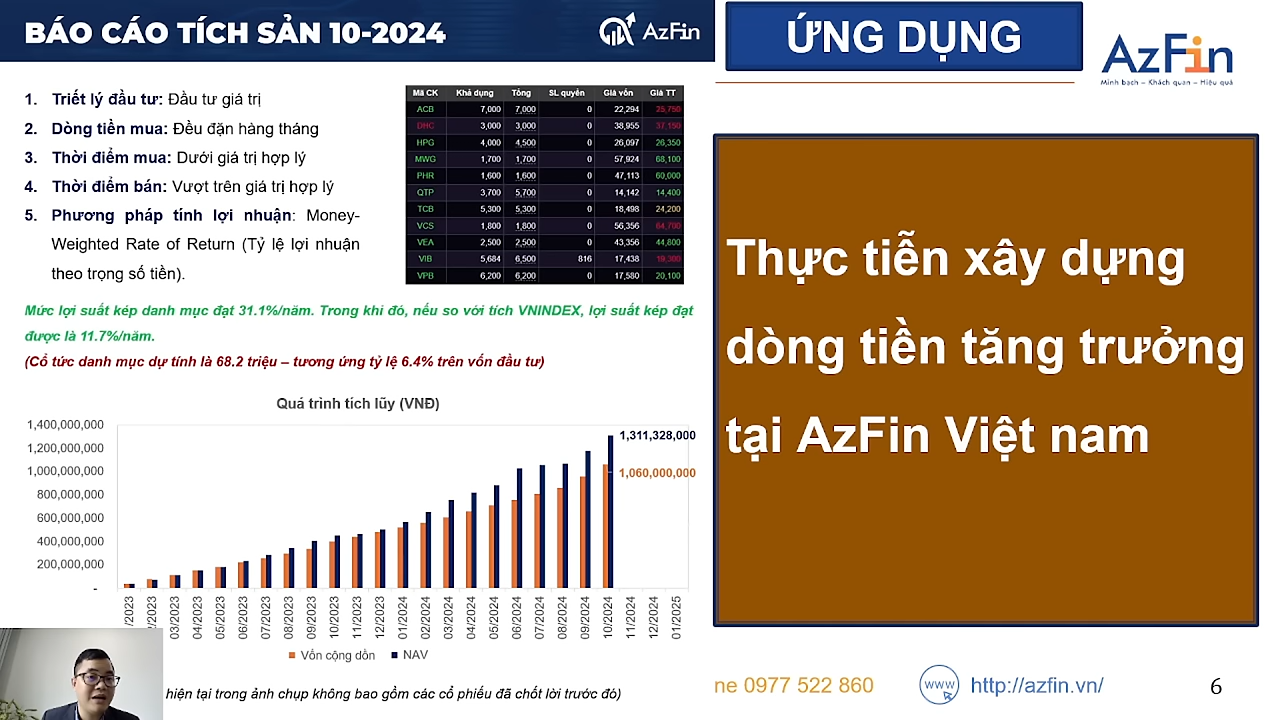 BÁO CÁO TÍCH SẢN 10-2024
AzFin
ỨNG DỤNG
AzFin
Minh bạch – Khách quan – Hiệu quả
1. Triết lý đầu tư: Đầu tư giá trị
2. Dòng tiền mua: Đều đặn hàng tháng
3. Thời điểm mua: Dưới giá trị hợp lý
4. Thời điểm bán: Vượt trên giá trị hợp lý
5. Phương pháp tính lợi nhuận: Money-
Weighted Rate of Return (Tỷ lệ lợi nhuận
theo trọng số tiền).
Mã CK Khả dụng Tổng SL quyền Giá vốn Giá TT
ACB 7,000 7,000 0 22,294 25,750
DHC 3,000 3,000 0 38,955 37,150
HPG 4,000 4,500 0 26,097 26,350
MWG 1,700 1,700 0 57,924 68,100
PHR 1,600 1,600 0 47,113 60,000
QTP 3,700 5,700 0 14,142 14,400
TCB 5,300 5,300 0 18,498 24,200
VCS 1,800 1,800 0 56,356 64,700
VEA 2,500 2,500 0 43,356 44,800
VIB 5,684 6,500 816 17,438 19,300
VPB 6,200 6,200 0 17,580 20,100
Mức lợi suất kép danh mục đạt 31.1%/năm. Trong khi đó, nếu so với tích VNINDEX, lợi suất kép đạt
được là 11.7%/năm.
(Cổ tức danh mục dự tính là 68.2 triệu – tương ứng tỷ lệ 6.4% trên vốn đầu tư)
Quá trình tích lũy (VNĐ)
1,400,000,000
1,200,000,000
1,000,000,000
800,000,000
600,000,000
400,000,000
200,000,000
-
1,311,328,000
1,060,000,000
/2023 2/2023 03/2023 04/2023 05/2023 06/2023 07/2023 08/2023 09/2023 10/2023 11/2023 12/2023 01/2024 02/2024 03/2024 04/2024 05/2024 06/2024 07/2024 08/2024 09/2024 10/2024 11/2024 12/2024 01/2025
Vốn cộng dồn NAV
hiện tại trong ảnh chụp không bao gồm các cổ phiếu đã chốt lời trước đó)
Thực tiễn xây dựng
dòng tiền tăng trưởng
tại AzFin Việt nam
ne 0977 522 860
www
http://azfin.vn/
6